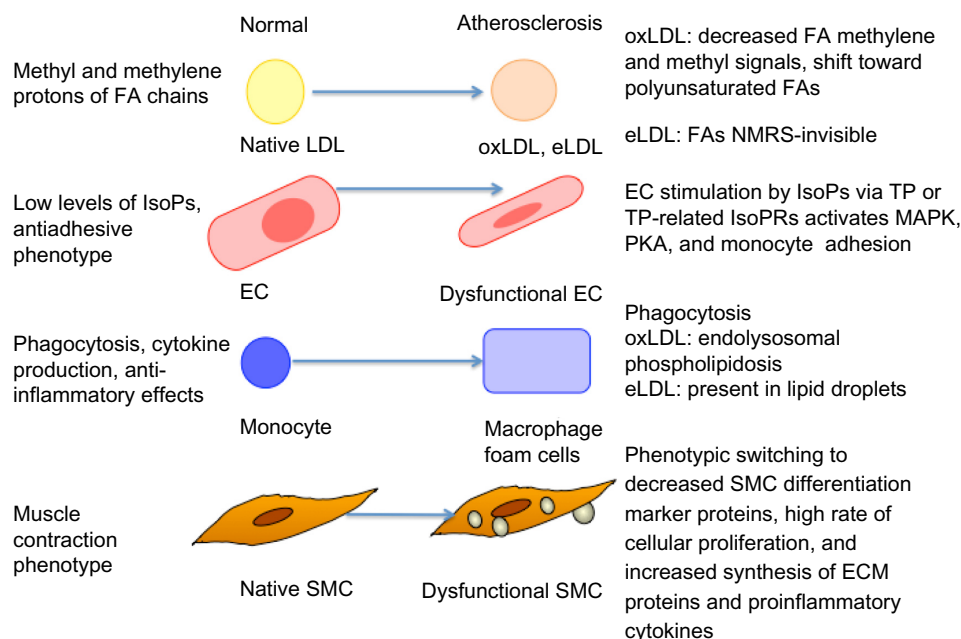 Normal
Atherosclerosis
Methyl and methylene
protons of FA chains
Native LDL
oxLDL, eLDL
oxLDL: decreased FA methylene
and methyl signals, shift toward
polyunsaturated FAs
eLDL: FAs NMRS-invisible
Low levels of IsoPs,
antiadhesive
phenotype
EC
Dysfunctional EC
EC stimulation by IsoPs via TP or
TP-related IsoPRs activates MAPK,
PKA, and monocyte adhesion
Phagocytosis, cytokine
production, anti-
inflammatory effects
Monocyte
Macrophage
foam cells
Phagocytosis
oxLDL: endolysosomal
phospholipidosis
eLDL: present in lipid droplets
Muscle
contraction
phenotype
Native SMC
Dysfunctional SMC
Phenotypic switching to
decreased SMC differentiation
marker proteins, high rate of
cellular proliferation, and
increased synthesis of ECM
proteins and proinflammatory
cytokines